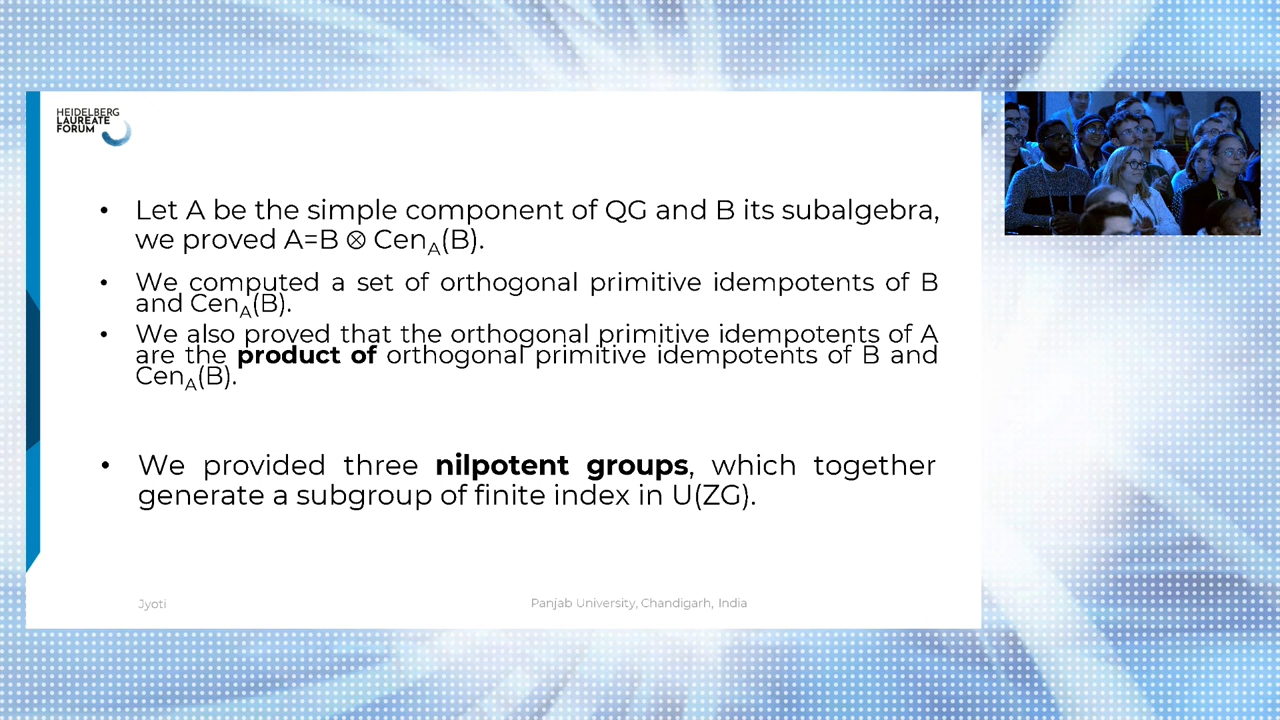 HEIDELBERG
LAUREATE
FORUM
• Let A be the simple component of QG and B its subalgebra,
we proved A=B ⊗ Cen_A(B).
• We computed a set of orthogonal primitive idempotents of B
and Cen_A(B).
• We also proved that the orthogonal primitive idempotents of A
are the product of orthogonal primitive idempotents of B and
Cen_A(B).
• We provided three nilpotent groups, which together
generate a subgroup of finite index in U(ZG).
Jyoti
Panjab University, Chandigarh, India